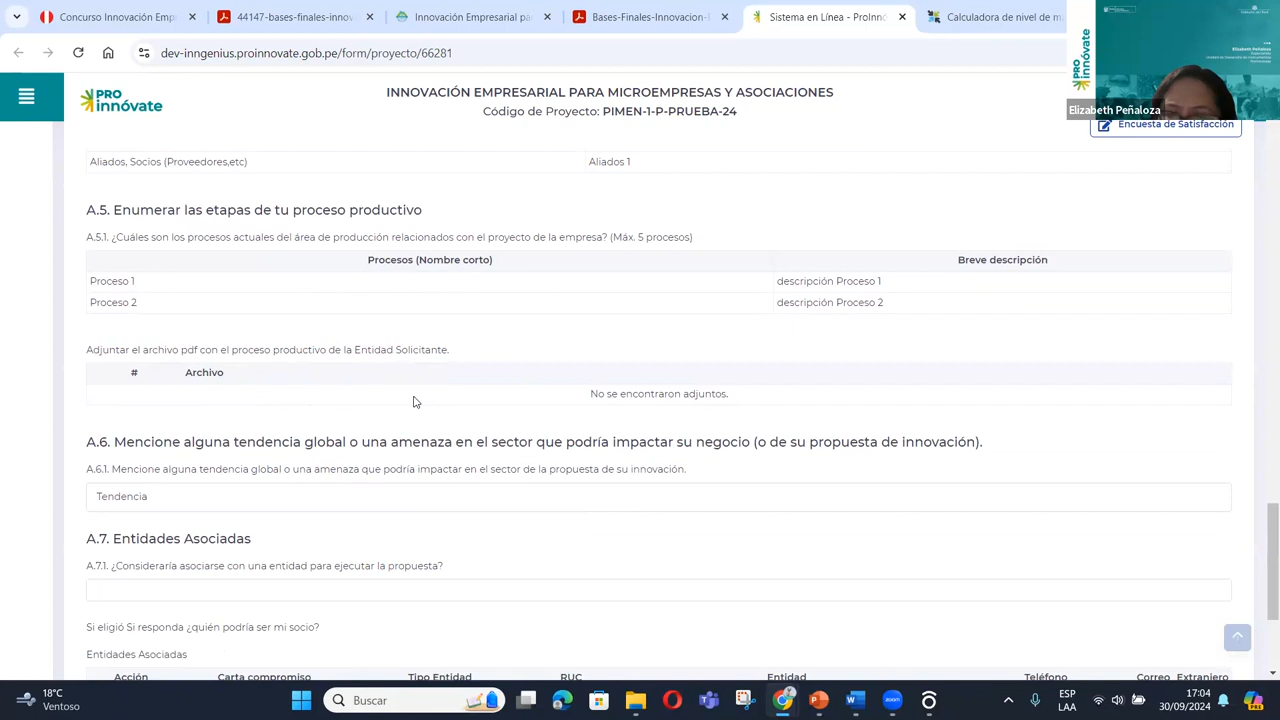 Concurso Innovación Emp
44147-bases-finales-innov
Innovación Empresarial pa
Bases-Finales-Innovacion-
Sistema en Línea - ProInn
Calculadora de nivel de m
dev-inngenius.proinnovate.gob.pe/form/proyecto/66281
PRO innóvate
Elizabeth Peñaloza
PRO innóvate
INNOVACIÓN EMPRESARIAL PARA MICROEMPRESAS Y ASOCIACIONES
Código de Proyecto: PIMEN-1-P-PRUEBA-24
Encuesta de Satisfacción
Aliados, Socios (Proveedores,etc) Aliados 1
A.5. Enumerar las etapas de tu proceso productivo
A.5.1. ¿Cuáles son los procesos actuales del área de producción relacionados con el proyecto de la empresa? (Máx. 5 procesos)
Procesos (Nombre corto) Breve descripción
Proceso 1 descripción Proceso 1
Proceso 2 descripción Proceso 2
Adjuntar el archivo pdf con el proceso productivo de la Entidad Solicitante.
# Archivo
No se encontraron adjuntos.
A.6. Mencione alguna tendencia global o una amenaza en el sector que podría impactar su negocio (o de su propuesta de innovación).
A.6.1. Mencione alguna tendencia global o una amenaza que podría impactar en el sector de la propuesta de su innovación.
Tendencia
A.7. Entidades Asociadas
A.7.1. ¿Consideraría asociarse con una entidad para ejecutar la propuesta?
Si eligió Si responda ¿quién podría ser mi socio?
Entidades Asociadas
Acción Carta compromiso Tipo Entidad RUC Entidad Teléfono Correo Extranjero
18°C
Ventoso
Buscar
ESP
LAA
17:04
30/09/2024